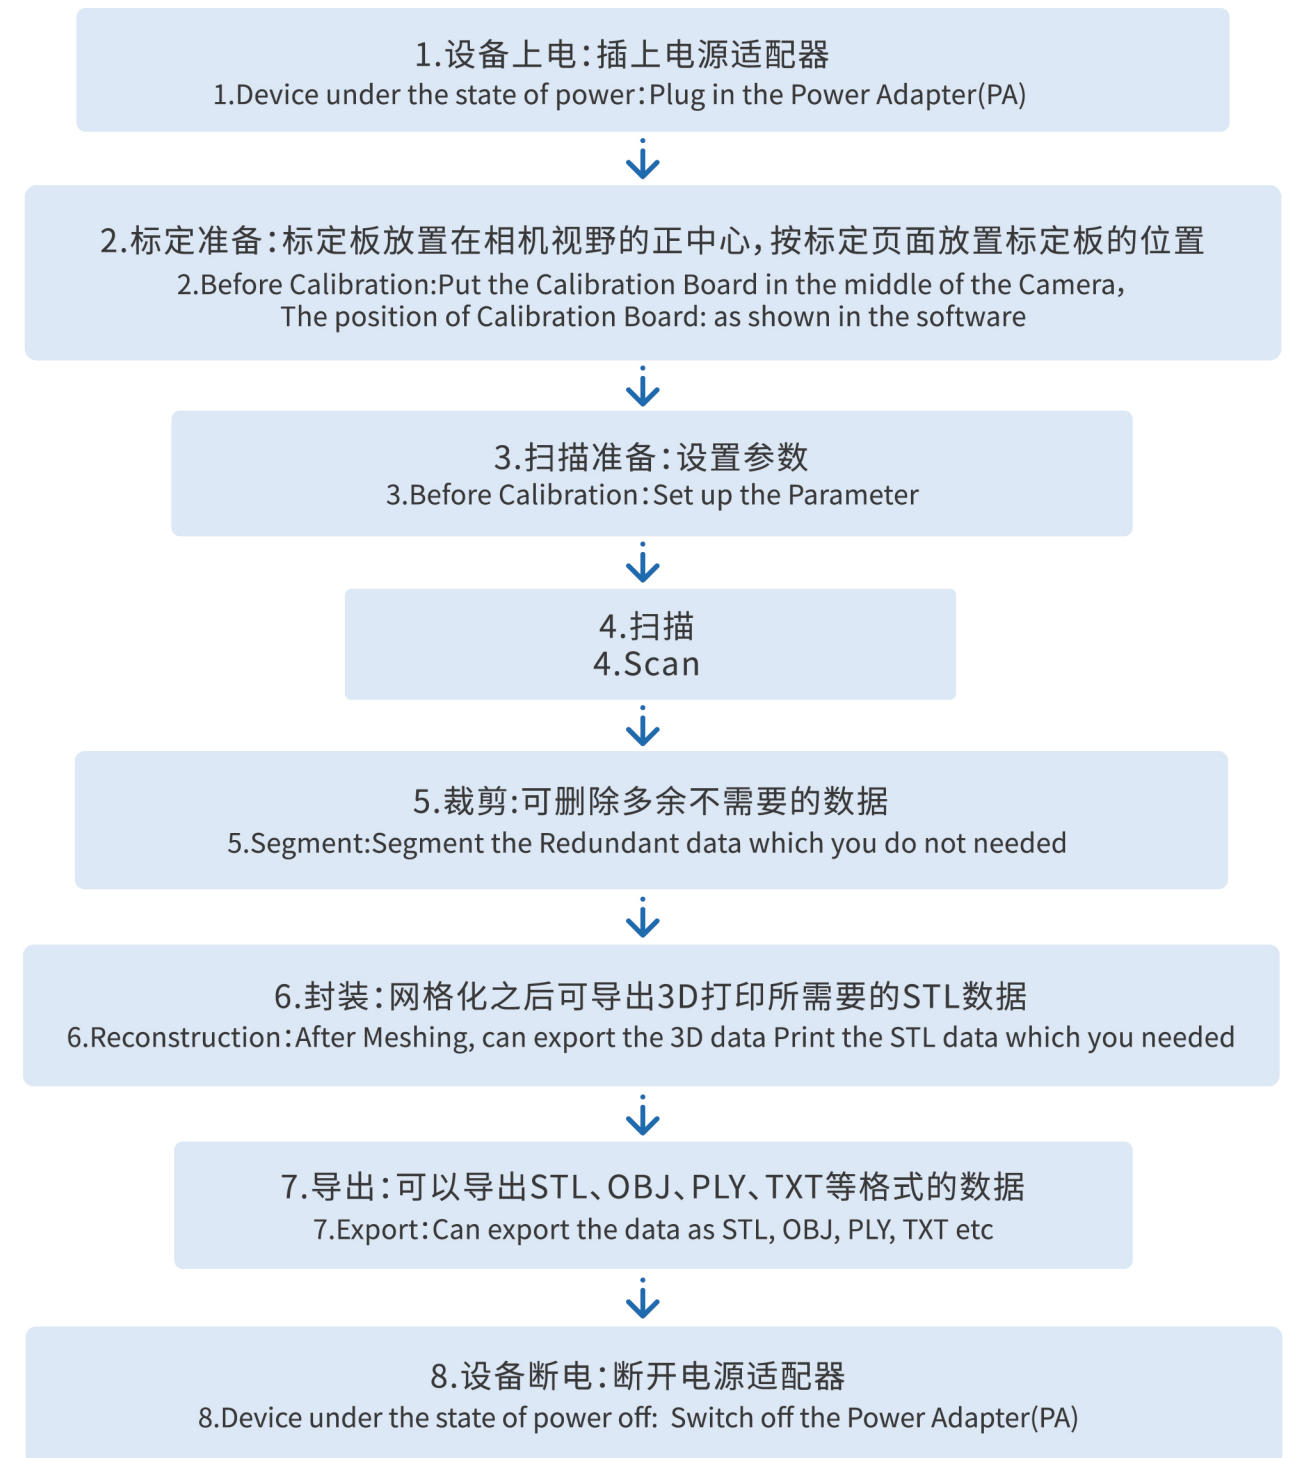 1.设备上电：插上电源适配器
1.Device under the state of power：Plug in the Power Adapter(PA)
2.标定准备：标定板放置在相机视野的正中心，按标定页面放置标定板的位置
2.Before Calibration:Put the Calibration Board in the middle of the Camera，
The position of Calibration Board: as shown in the software
3.扫描准备：设置参数
3.Before Calibration：Set up the Parameter
4.扫描
4.Scan
5.裁剪:可删除多余不需要的数据
5.Segment:Segment the Redundant data which you do not needed
6.封装：网格化之后可导出3D打印所需要的STL数据
6.Reconstruction：After Meshing, can export the 3D data Print the STL data which you needed
7.导出：可以导出STL、OBJ、PLY、TXT等格式的数据
7.Export：Can export the data as STL, OBJ, PLY, TXT etc
8.设备断电：断开电源适配器
8.Device under the state of power off:  Switch off the Power Adapter(PA)